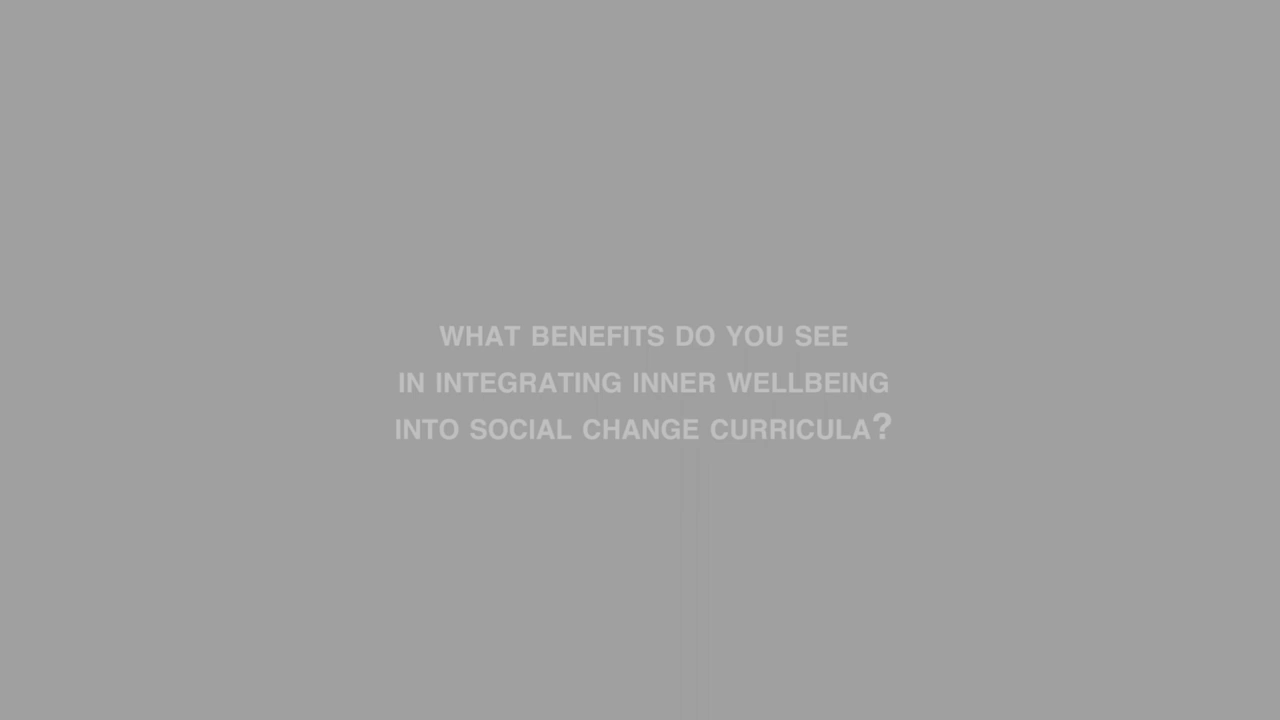 WHAT BENEFITS DO YOU SEE
IN INTEGRATING INNER WELLBEING
INTO SOCIAL CHANGE CURRICULA?